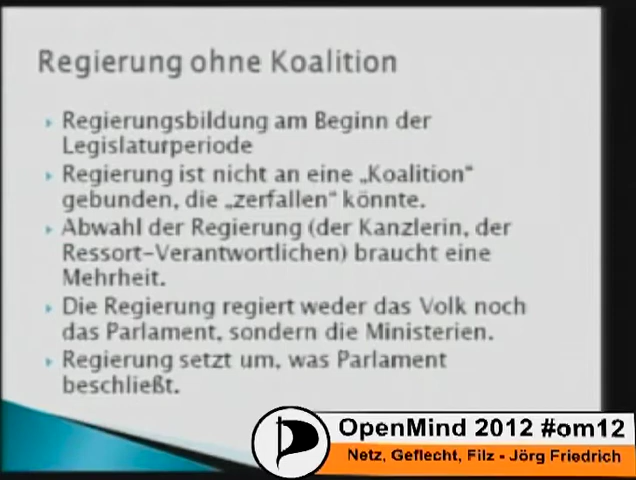 Regierung ohne Koalition
Regierungsbildung am Beginn der
Legislaturperiode
Regierung ist nicht an eine „Koalition“
gebunden, die „zerfallen“ könnte.
Abwahl der Regierung (der Kanzlerin, der
Ressort-Verantwortlichen) braucht eine
Mehrheit.
Die Regierung regiert weder das Volk noch
das Parlament, sondern die Ministerien.
Regierung setzt um, was Parlament
beschließt.
OpenMind 2012 #om12
Netz, Geflecht, Filz - Jörg Friedrich